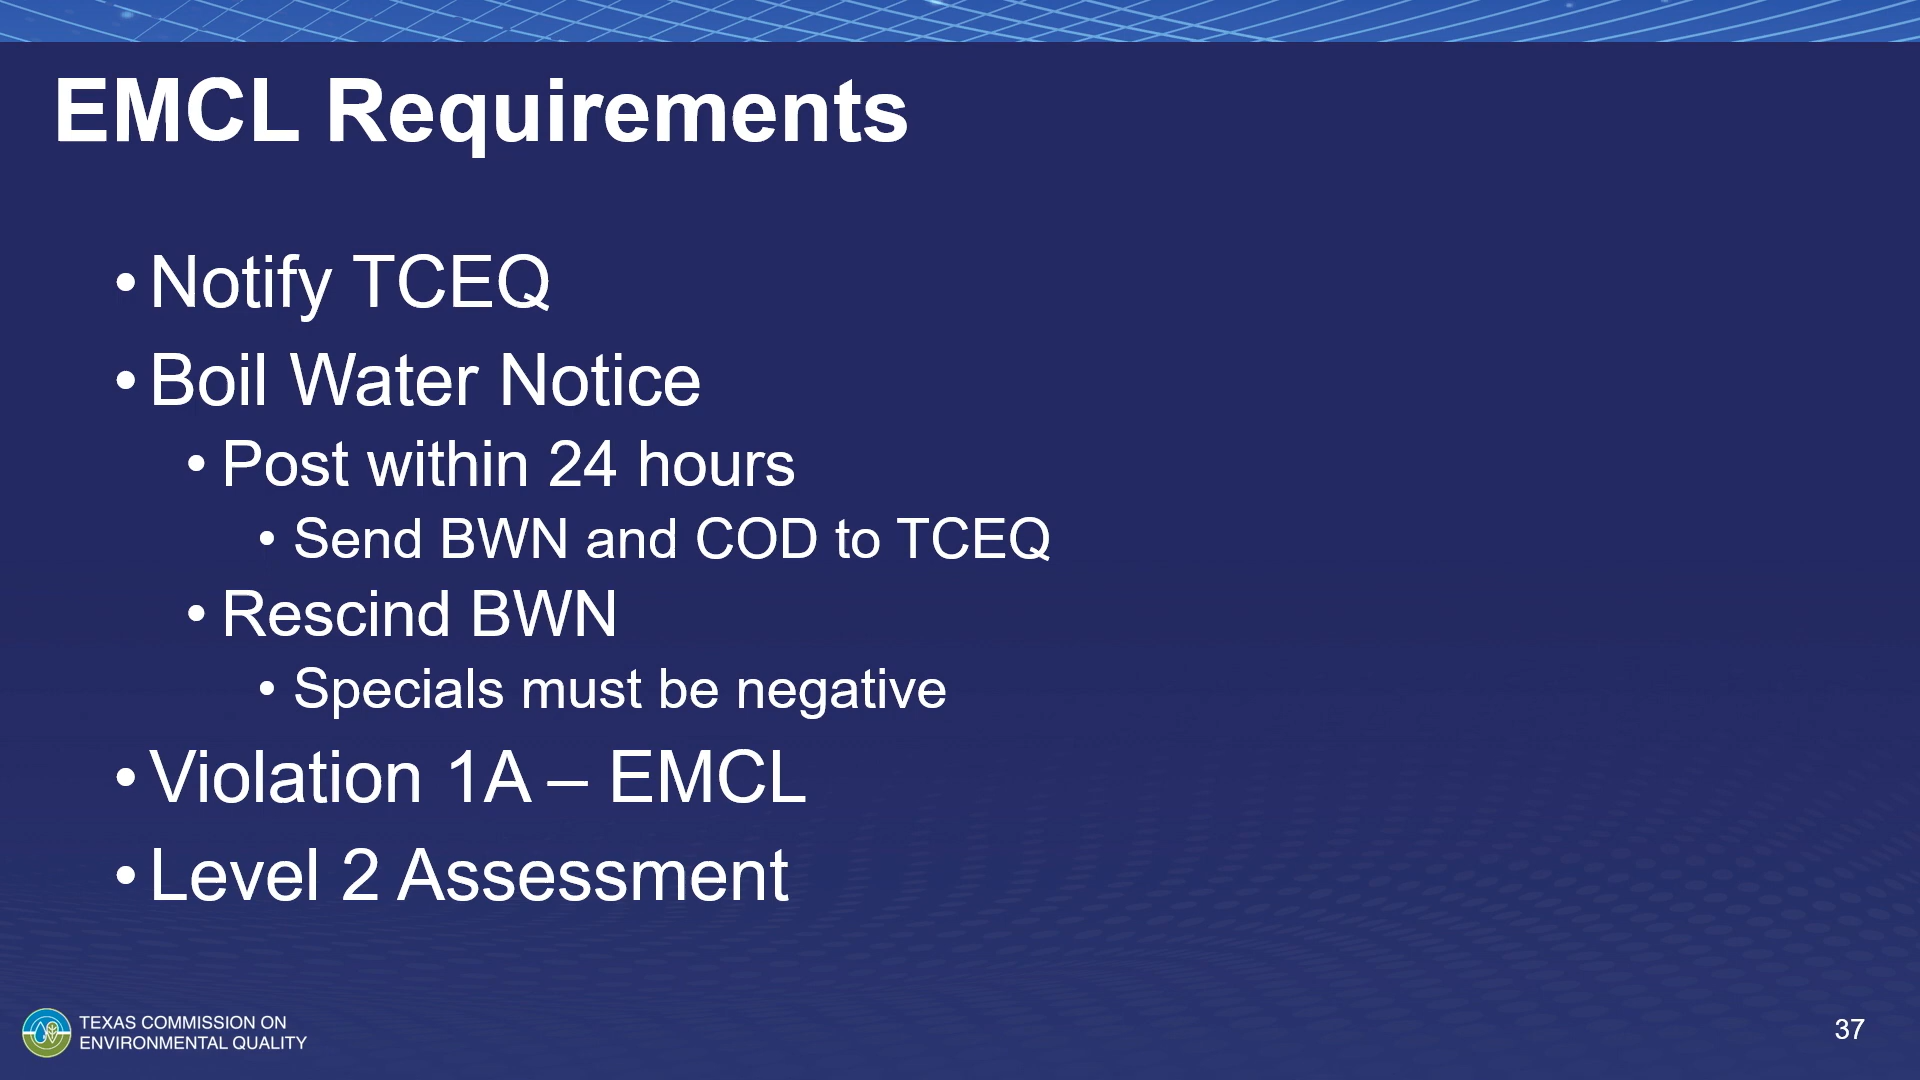 EMCL Requirements
• Notify TCEQ
• Boil Water Notice
• Post within 24 hours
• Send BWN and COD to TCEQ
• Rescind BWN
• Specials must be negative
• Violation 1A – EMCL
• Level 2 Assessment
TEXAS COMMISSION ON
ENVIRONMENTAL QUALITY
37